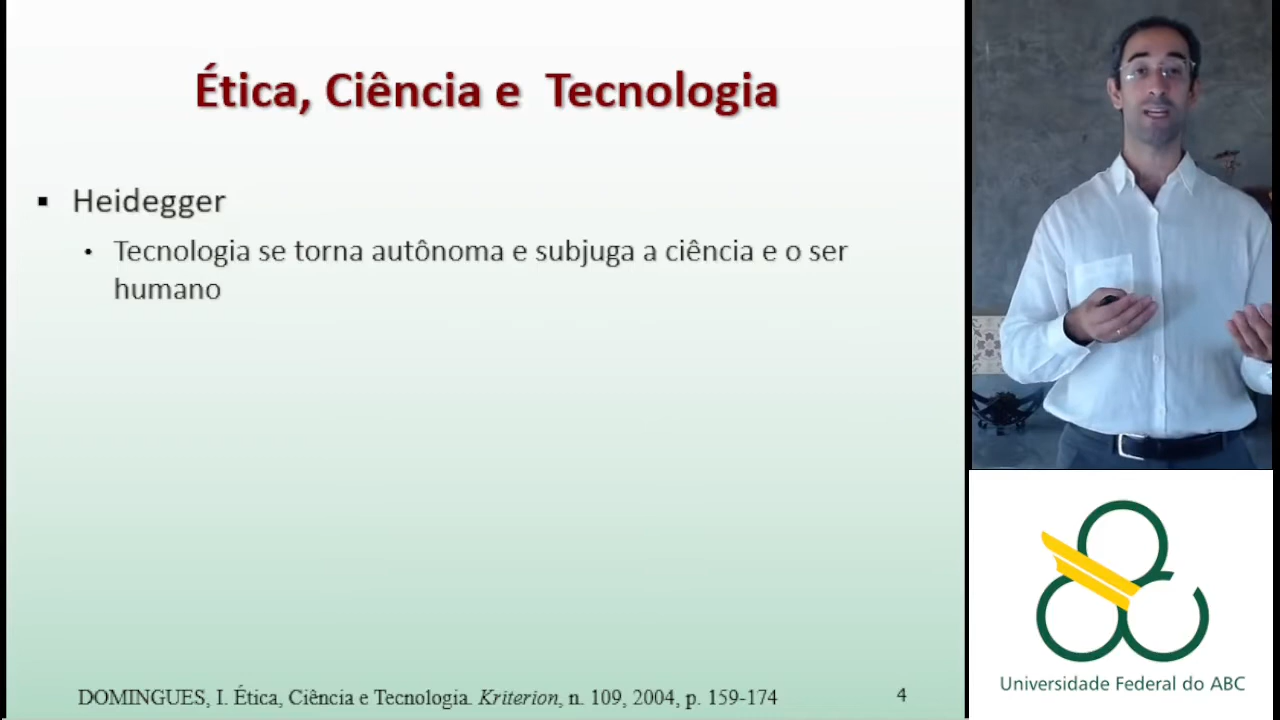 Ética, Ciência e Tecnologia
Heidegger
Tecnologia se torna autônoma e subjuga a ciência e o ser
humano
DOMINGUES, I. Ética, Ciência e Tecnologia. Kriterion, n. 109, 2004, p. 159-174
4
Universidade Federal do ABC